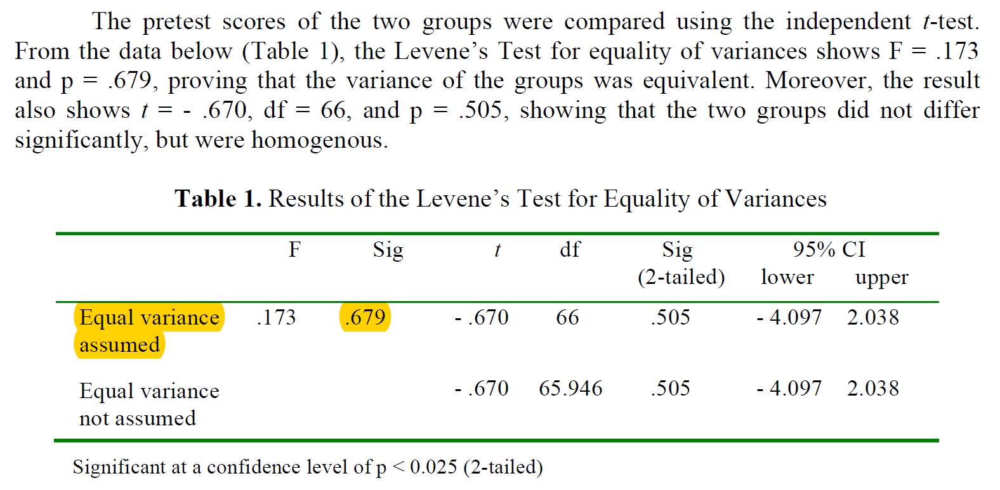 The pretest scores of the two groups were compared using the independent t-test.
From the data below (Table 1), the Levene’s Test for equality of variances shows F = .173
and p = .679, proving that the variance of the groups was equivalent. Moreover, the result
also shows t = - .670, df = 66, and p = .505, showing that the two groups did not differ
significantly, but were homogenous.
Table 1. Results of the Levene’s Test for Equality of Variances
F Sig t df Sig 95% CI
(2-tailed) lower upper
Equal variance .173 .679 - .670 66 .505 - 4.097 2.038
assumed
Equal variance - .670 65.946 .505 - 4.097 2.038
not assumed
Significant at a confidence level of p < 0.025 (2-tailed)